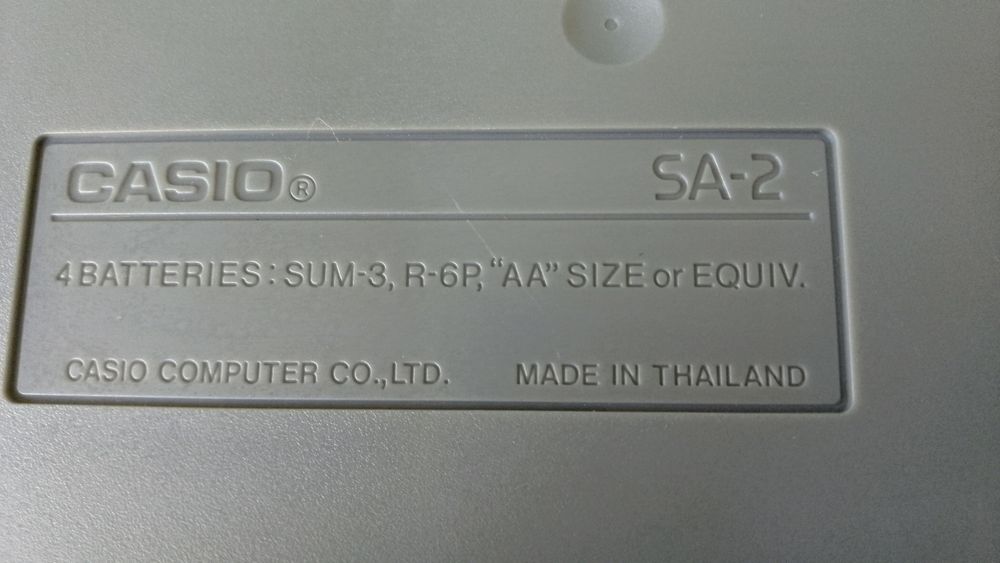 CASIO® SA-2
4 BATTERIES: SUM-3, R-6P, “AA” SIZE or EQUIV.
CASIO COMPUTER CO.,LTD. MADE IN THAILAND